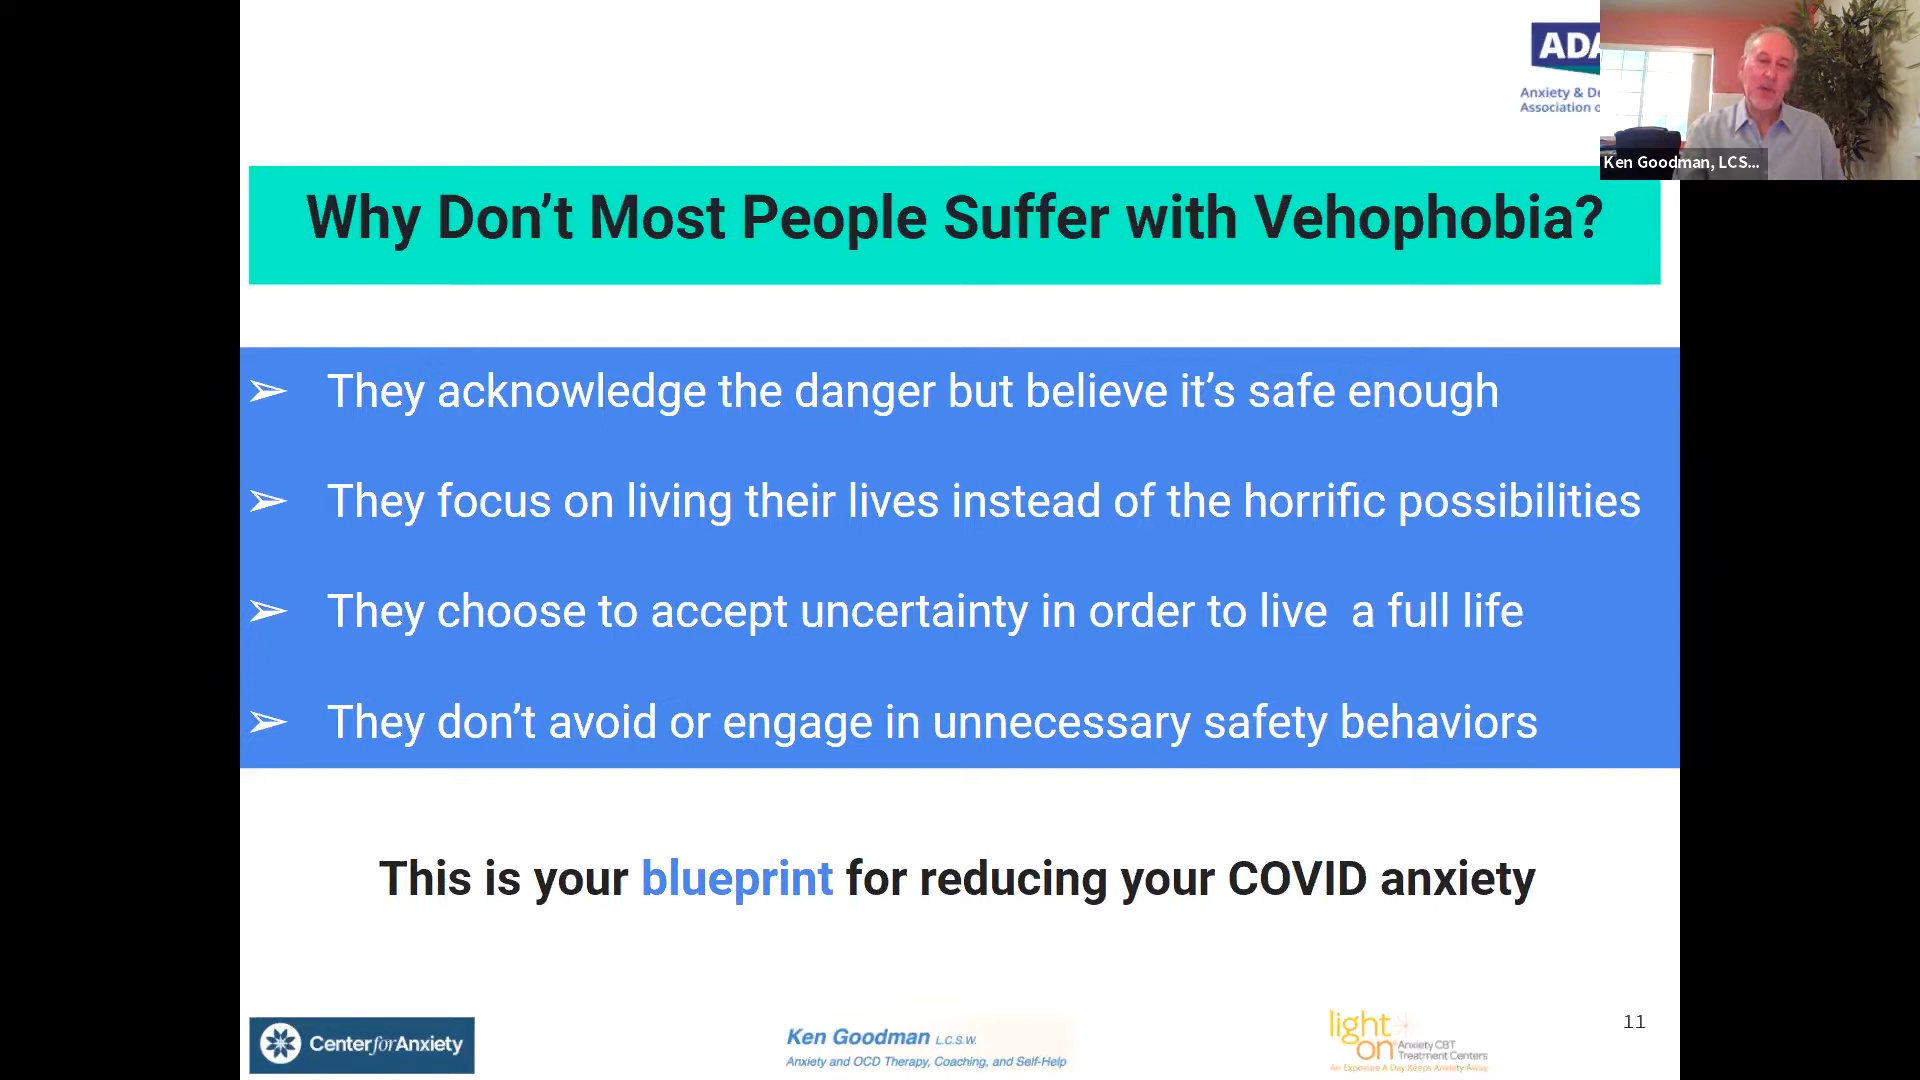 ADA
Anxiety & De
Association o
Ken Goodman, LCS...
Why Don’t Most People Suffer with Vehophobia?
➢ They acknowledge the danger but believe it’s safe enough
➢ They focus on living their lives instead of the horrific possibilities
➢ They choose to accept uncertainty in order to live  a full life
➢ They don’t avoid or engage in unnecessary safety behaviors
This is your blueprint for reducing your COVID anxiety
CenterforAnxiety
Ken Goodman L.C.S.W.
Anxiety and OCD Therapy, Coaching, and Self-Help
light
on Anxiety CBT
Treatment Centers
An Exposure A Day Keeps Anxiety Away
11